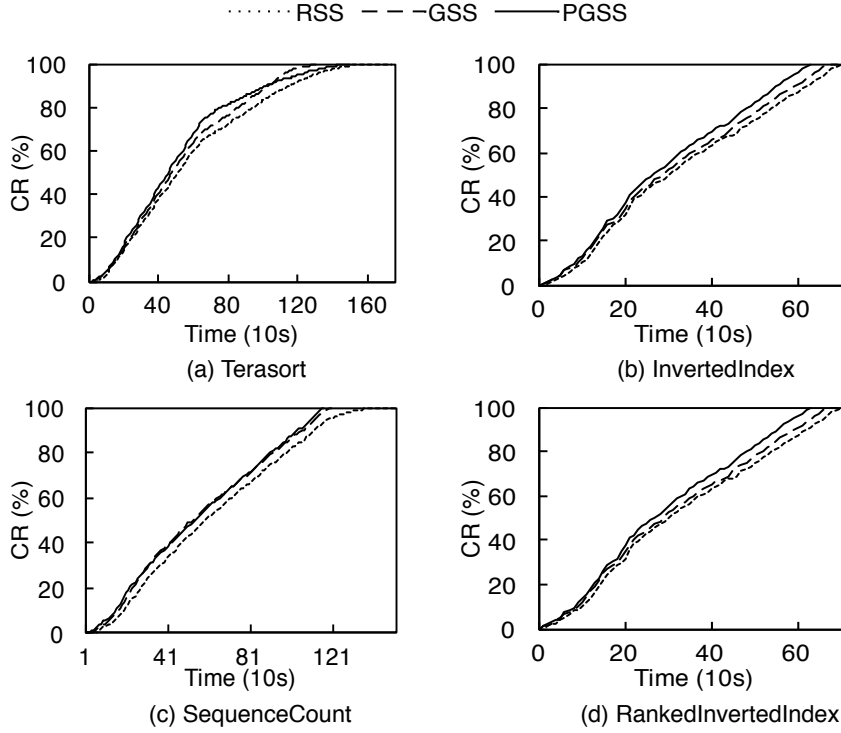 RSS GSS PGSS
100
80
60
40
20
0
CR (%)
0 40 80 120 160
Time (10s)
(a) Terasort
100
80
60
40
20
0
CR (%)
0 20 40 60
Time (10s)
(b) InvertedIndex
100
80
60
40
20
0
CR (%)
1 41 81 121
Time (10s)
(c) SequenceCount
100
80
60
40
20
0
CR (%)
0 20 40 60
Time (10s)
(d) RankedInvertedIndex